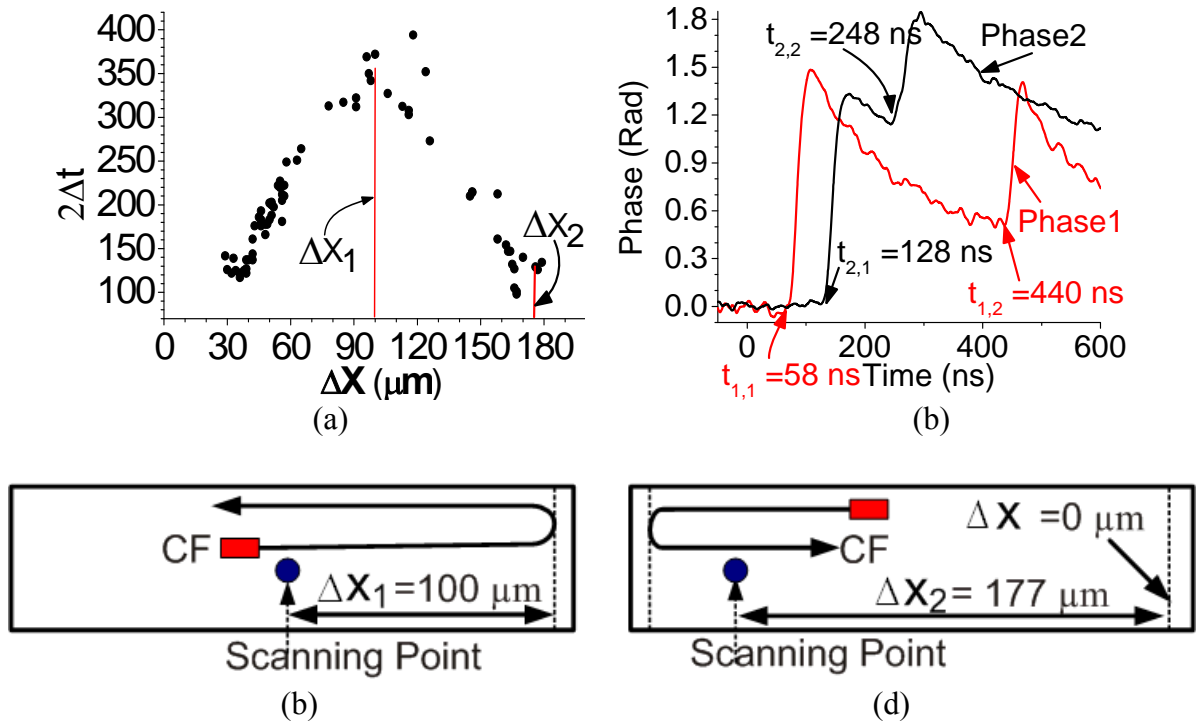 400
350
300
250
200
150
100
2Δt
ΔX₁
ΔX₂
0 30 60 90 120 150 180
ΔX (μm)
(a)
1.8
1.5
1.2
0.9
0.6
0.3
0.0
Phase (Rad)
t₂,₂ =248 ns
Phase2
Phase1
t₂,₁ =128 ns
t₁,₂ =440 ns
t₁,₁ =58 ns
0 200 400 600
Time (ns)
(b)
CF
ΔX₁=100 μm
Scanning Point
(b)
ΔX =0 μm
CF
ΔX₂= 177 μm
Scanning Point
(d)